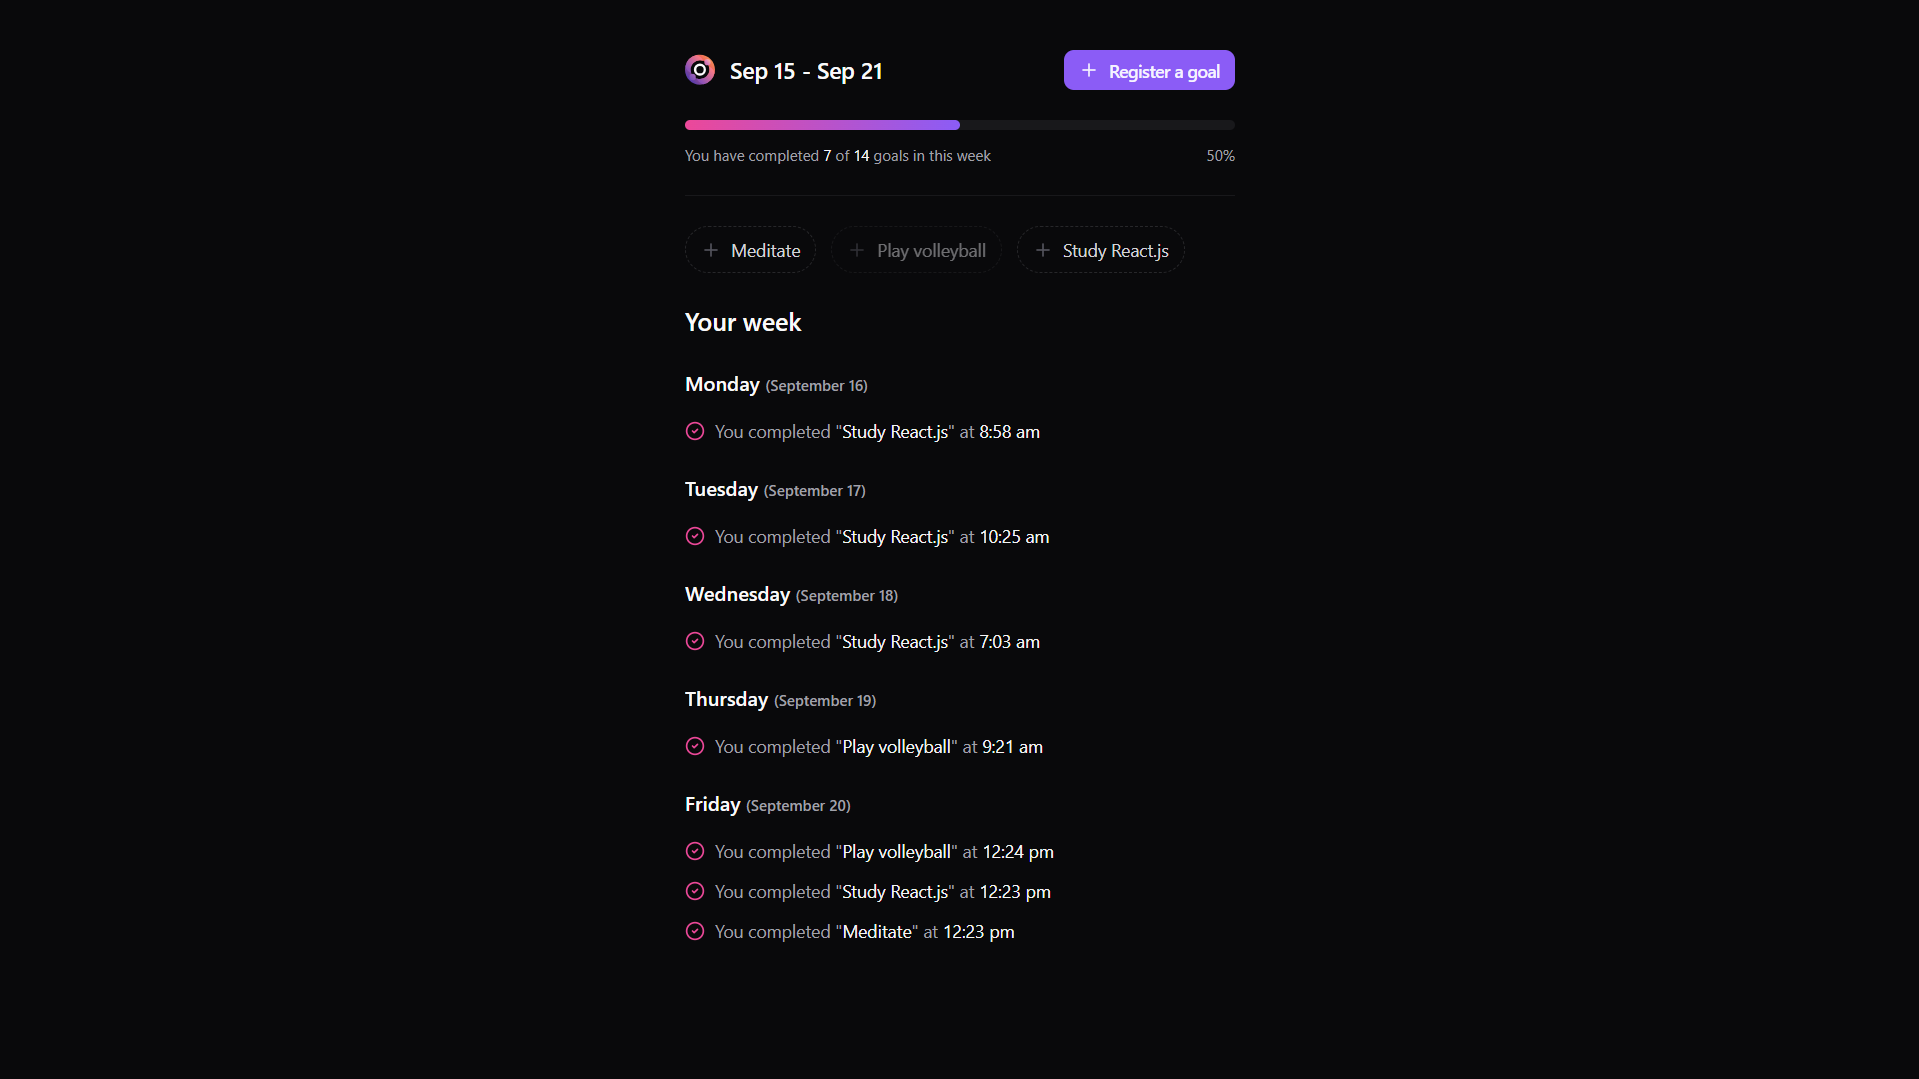 Sep 15 - Sep 21
Register a goal
You have completed 7 of 14 goals in this week
50%
Meditate
Play volleyball
Study React.js
Your week
Monday (September 16)
You completed "Study React.js" at 8:58 am
Tuesday (September 17)
You completed "Study React.js" at 10:25 am
Wednesday (September 18)
You completed "Study React.js" at 7:03 am
Thursday (September 19)
You completed "Play volleyball" at 9:21 am
Friday (September 20)
You completed "Play volleyball" at 12:24 pm
You completed "Study React.js" at 12:23 pm
You completed "Meditate" at 12:23 pm